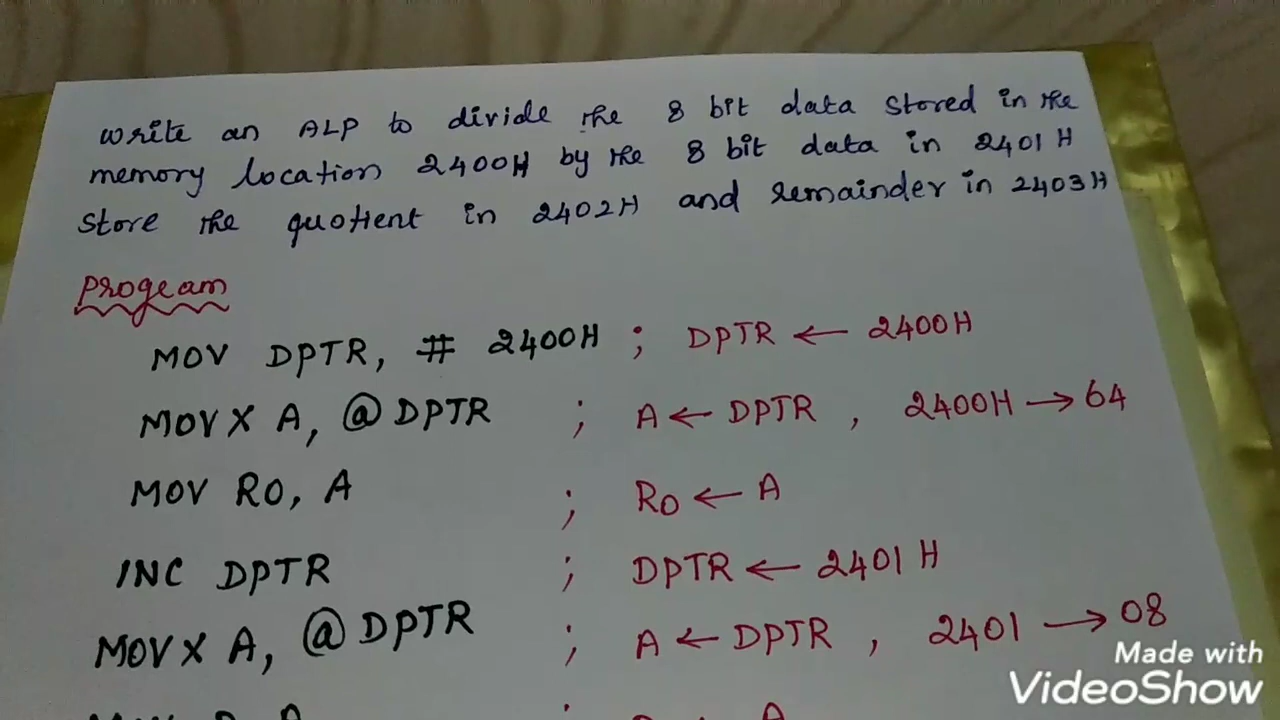 write an ALP to divide the 8 bit data stored in the
memory location 2400H by the 8 bit data in 2401 H
store the quotient in 2402H and remainder in 2403H
Program
MOV DPTR, # 2400H ; DPTR ← 2400H
MOVX A, @DPTR ; A ← DPTR , 2400H → 64
MOV R0, A ; R0 ← A
INC DPTR ; DPTR ← 2401 H
MOVX A, @DPTR ; A ← DPTR , 2401 → 08
Made with
VideoShow